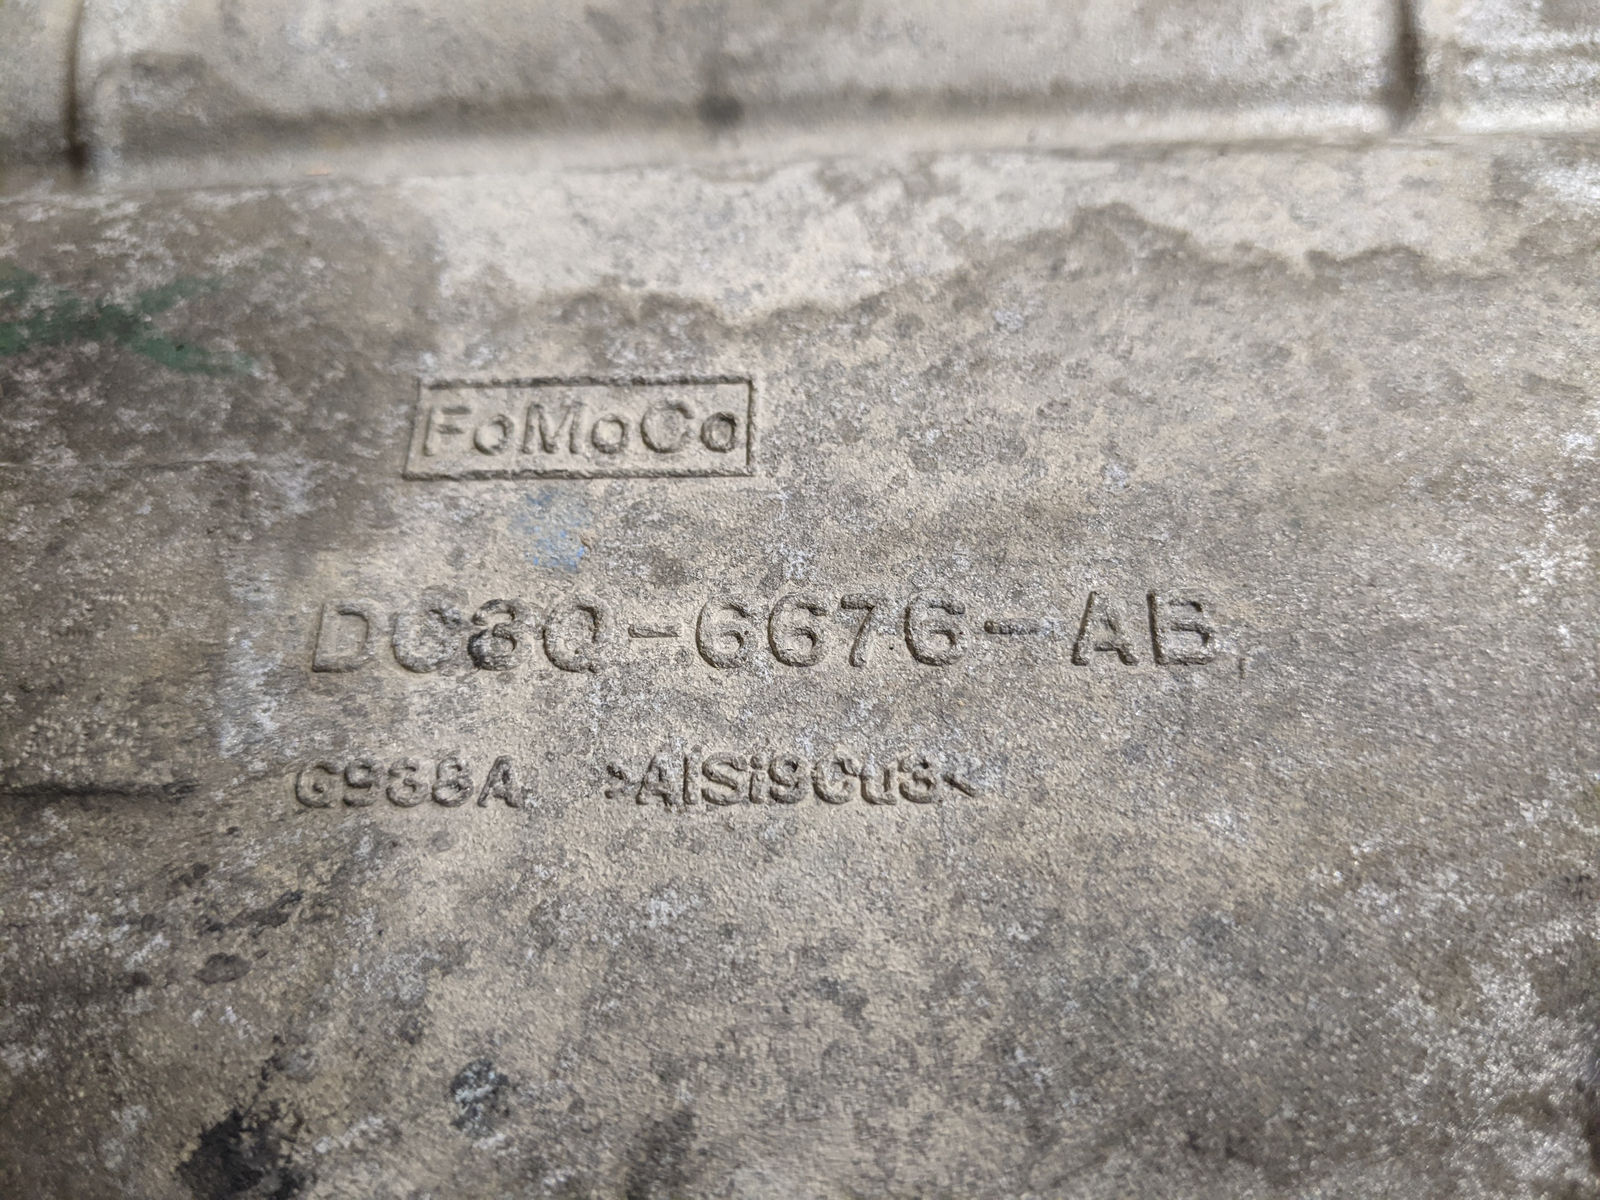 FoMoCo
DC3Q-6676-AB
G938A >AlSi9Cu3<